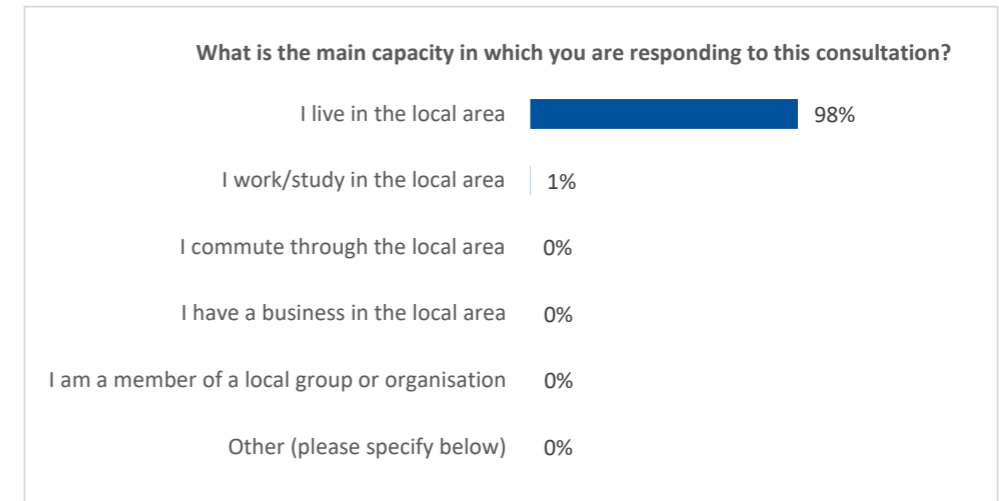 What is the main capacity in which you are responding to this consultation?
I live in the local area 98%
I work/study in the local area 1%
I commute through the local area 0%
I have a business in the local area 0%
I am a member of a local group or organisation 0%
Other (please specify below) 0%